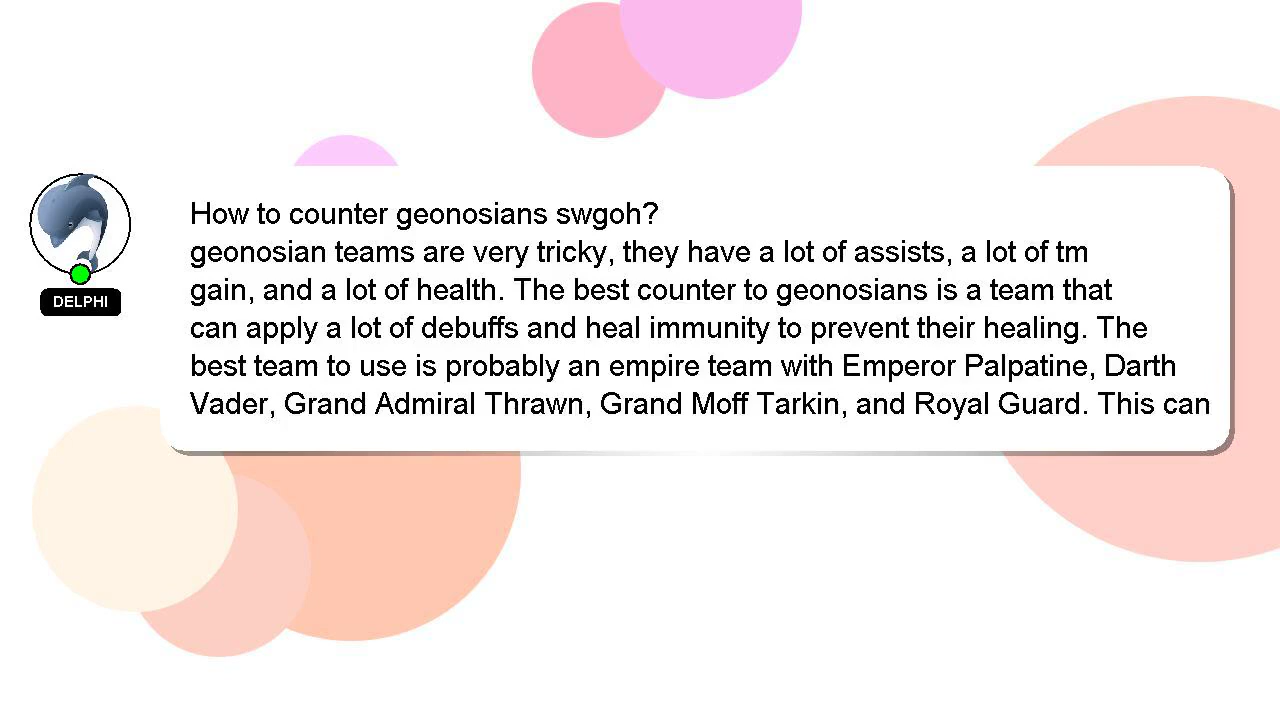 How to counter geonosians swgoh?
geonosian teams are very tricky, they have a lot of assists, a lot of tm
gain, and a lot of health. The best counter to geonosians is a team that
can apply a lot of debuffs and heal immunity to prevent their healing. The
best team to use is probably an empire team with Emperor Palpatine, Darth
Vader, Grand Admiral Thrawn, Grand Moff Tarkin, and Royal Guard. This can
DELPHI